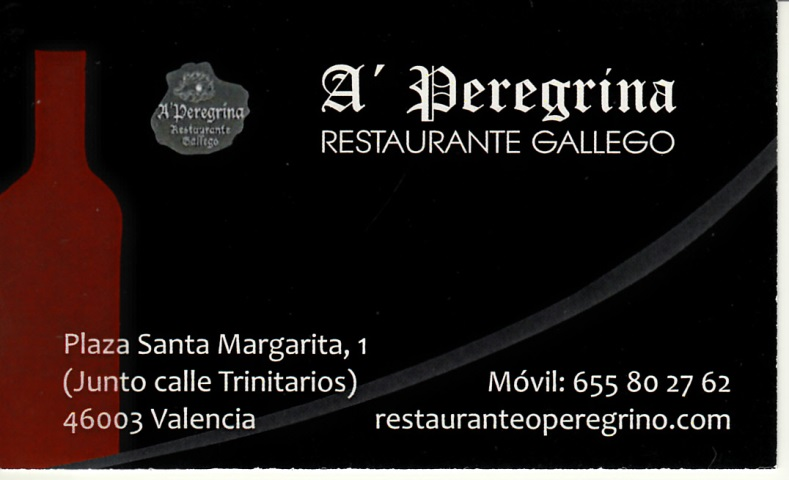 A' Peregrina
Restaurante
Gallego
A´ Peregrina
RESTAURANTE GALLEGO
Plaza Santa Margarita, 1
(Junto calle Trinitarios)
46003 Valencia
Móvil: 655 80 27 62
restauranteoperegrino.com